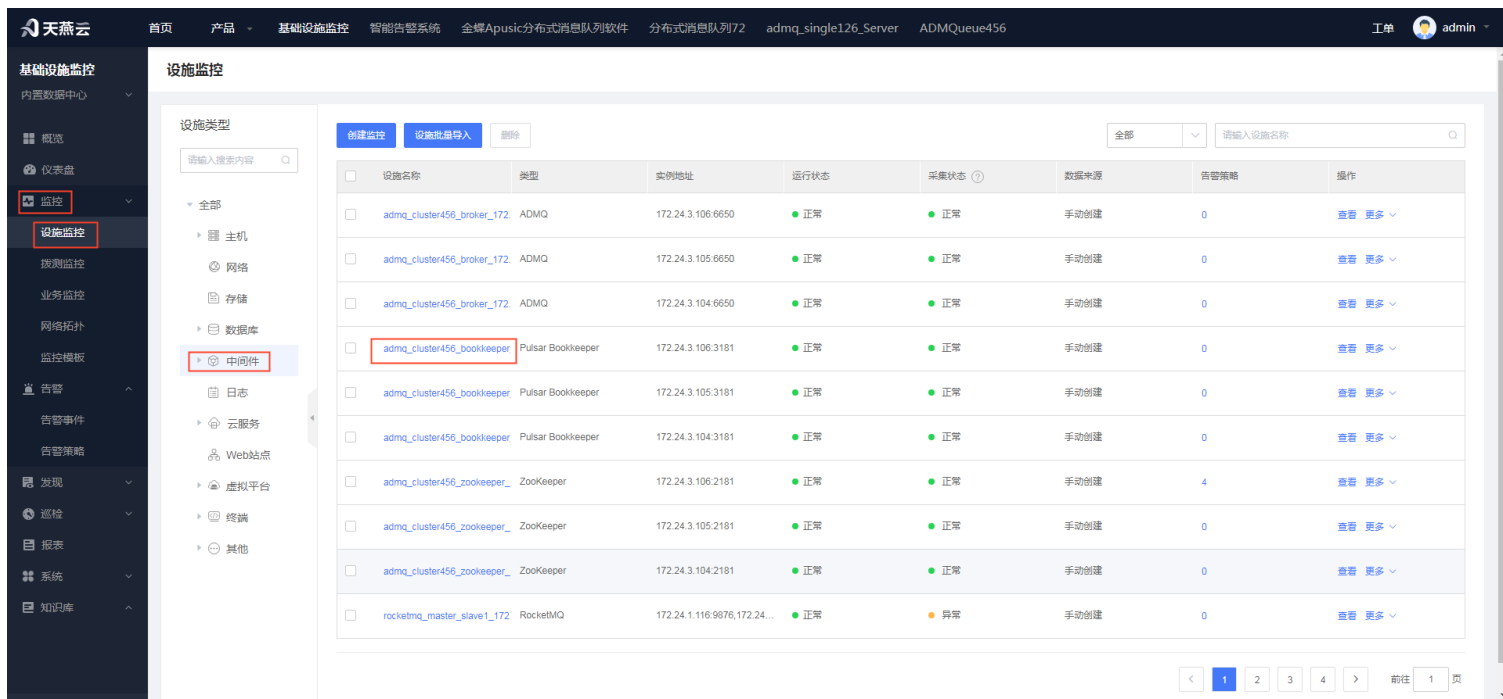 天燕云
首页 产品 基础设施监控 智能告警系统 金蝶Apusic分布式消息队列软件 分布式消息队列72 admq_single126_Server ADMQueue456 工单 admin
基础设施监控
内置数据中心
概览
仪表盘
监控
设施监控
拨测监控
业务监控
网络拓扑
监控模板
告警
告警事件
告警策略
发现
巡检
报表
系统
知识库
设施监控
设施类型
请输入搜索内容
全部
主机
网络
存储
数据库
中间件
日志
云服务
Web站点
虚拟平台
终端
其他
创建监控 设施批量导入 删除 全部 请输入设施名称
设施名称 类型 实例地址 运行状态 采集状态 ? 数据来源 告警策略 操作
admq_cluster456_broker_172. ADMQ 172.24.3.106:6650 正常 正常 手动创建 0 查看 更多
admq_cluster456_broker_172. ADMQ 172.24.3.105:6650 正常 正常 手动创建 0 查看 更多
admq_cluster456_broker_172. ADMQ 172.24.3.104:6650 正常 正常 手动创建 0 查看 更多
admq_cluster456_bookkeeper Pulsar Bookkeeper 172.24.3.106:3181 正常 正常 手动创建 0 查看 更多
admq_cluster456_bookkeeper Pulsar Bookkeeper 172.24.3.105:3181 正常 正常 手动创建 0 查看 更多
admq_cluster456_bookkeeper Pulsar Bookkeeper 172.24.3.104:3181 正常 正常 手动创建 0 查看 更多
admq_cluster456_zookeeper_ ZooKeeper 172.24.3.106:2181 正常 正常 手动创建 4 查看 更多
admq_cluster456_zookeeper_ ZooKeeper 172.24.3.105:2181 正常 正常 手动创建 0 查看 更多
admq_cluster456_zookeeper_ ZooKeeper 172.24.3.104:2181 正常 正常 手动创建 0 查看 更多
rocketmq_master_slave1_172 RocketMQ 172.24.1.116:9876,172.24... 正常 异常 手动创建 0 查看 更多
< 1 2 3 4 > 前往 1 页